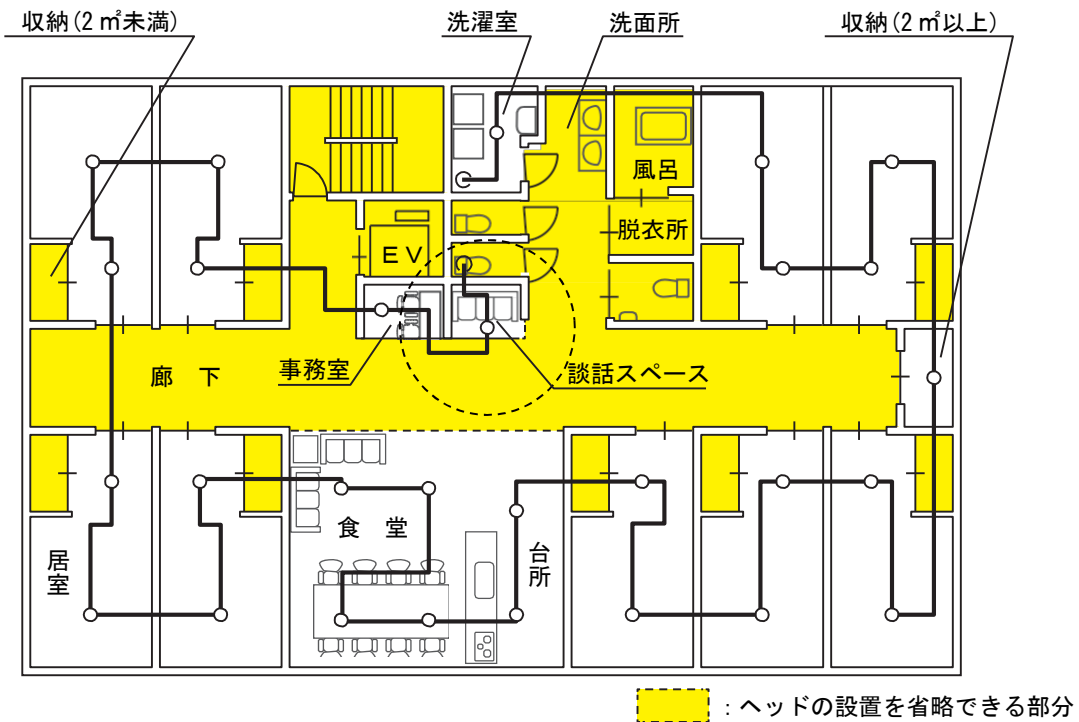 収納(2㎡未満)
洗濯室
洗面所
収納(2㎡以上)
風呂
脱衣所
EV
事務室
談話スペース
廊 下
食 堂
台所
居室
:ヘッドの設置を省略できる部分